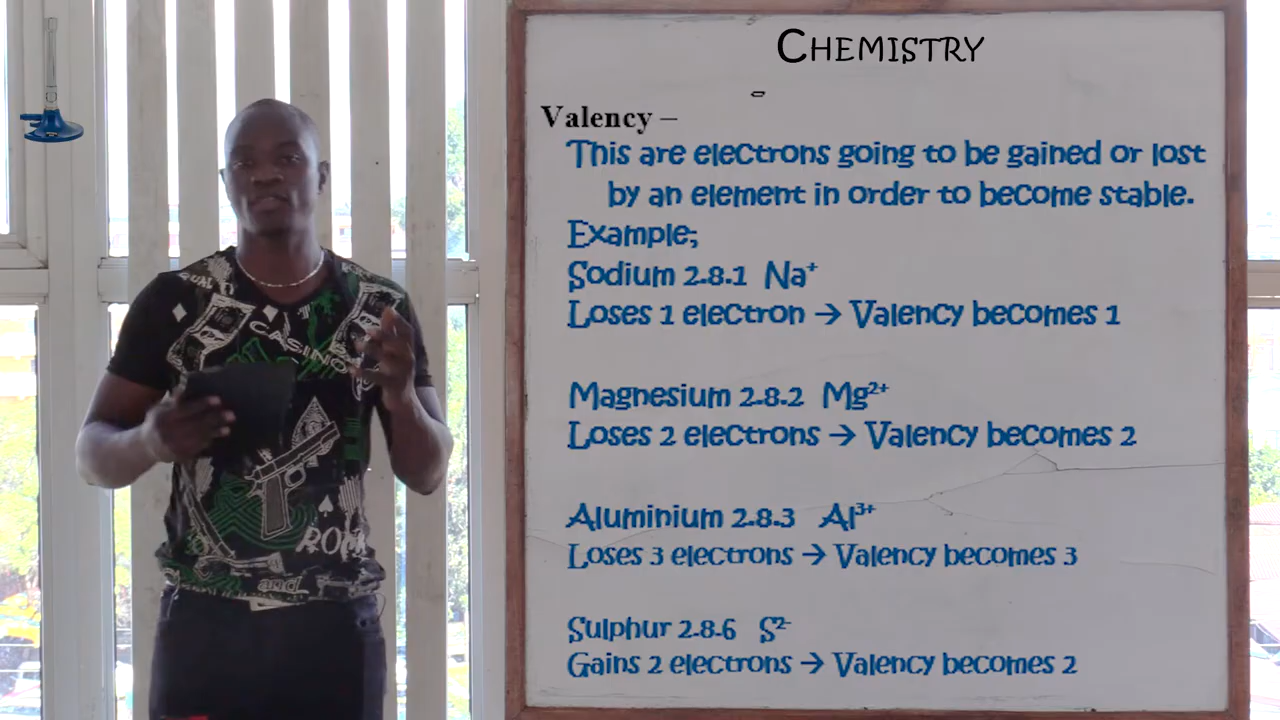 CHEMISTRY
Valency –
This are electrons going to be gained or lost
by an element in order to become stable.
Example;
Sodium 2.8.1 Na⁺
Loses 1 electron → Valency becomes 1
Magnesium 2.8.2 Mg²⁺
Loses 2 electrons → Valency becomes 2
Aluminium 2.8.3 Al³⁺
Loses 3 electrons → Valency becomes 3
Sulphur 2.8.6 S²⁻
Gains 2 electrons → Valency becomes 2
CASINO
and